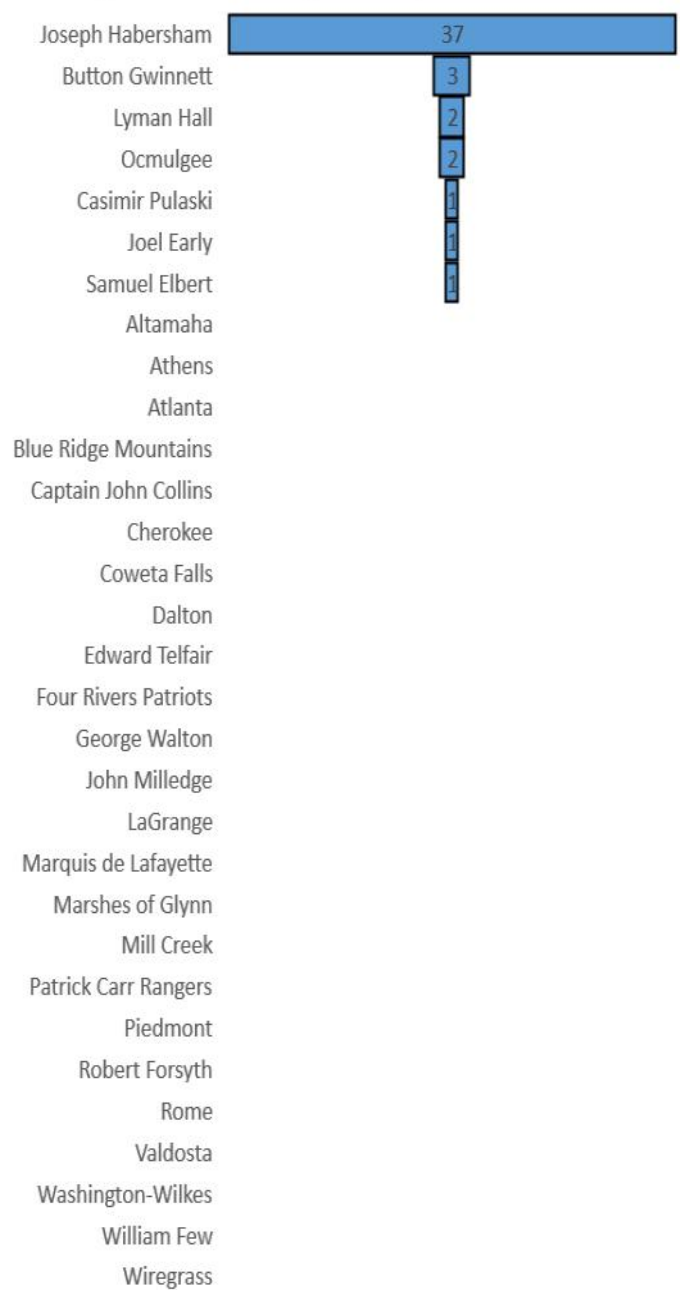 Joseph Habersham 37
Button Gwinnett 3
Lyman Hall 2
Ocmulgee 2
Casimir Pulaski 1
Joel Early 1
Samuel Elbert 1
Altamaha
Athens
Atlanta
Blue Ridge Mountains
Captain John Collins
Cherokee
Coweta Falls
Dalton
Edward Telfair
Four Rivers Patriots
George Walton
John Milledge
LaGrange
Marquis de Lafayette
Marshes of Glynn
Mill Creek
Patrick Carr Rangers
Piedmont
Robert Forsyth
Rome
Valdosta
Washington-Wilkes
William Few
Wiregrass